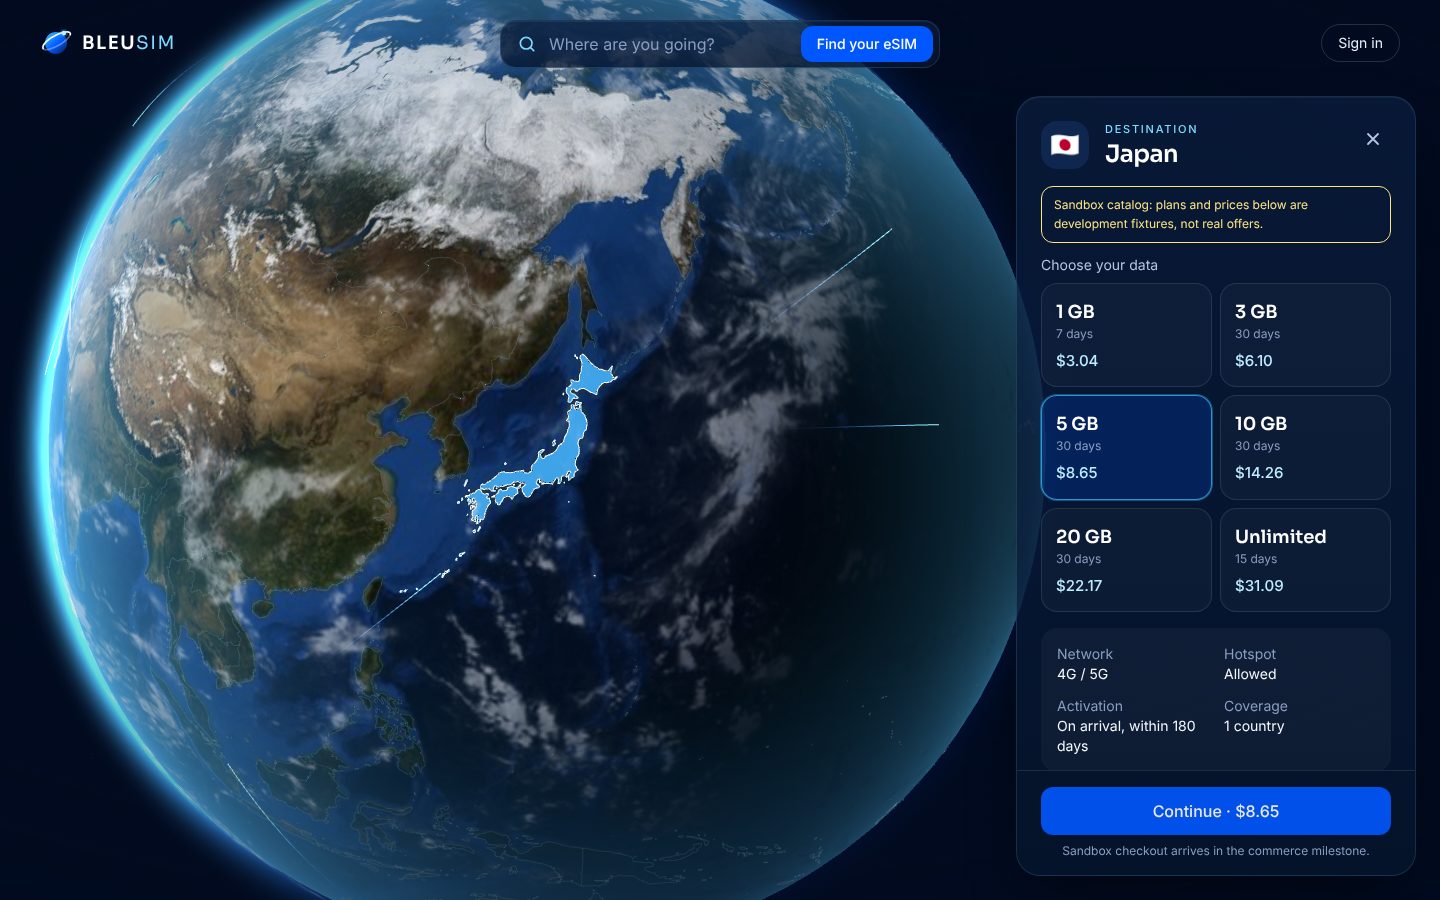 BLEUSIM
Where are you going?
Find your eSIM
Sign in
DESTINATION
Japan
Sandbox catalog: plans and prices below are
development fixtures, not real offers.
Choose your data
1 GB
7 days
$3.04
3 GB
30 days
$6.10
5 GB
30 days
$8.65
10 GB
30 days
$14.26
20 GB
30 days
$22.17
Unlimited
15 days
$31.09
Network
4G / 5G
Hotspot
Allowed
Activation
On arrival, within 180
days
Coverage
1 country
Continue · $8.65
Sandbox checkout arrives in the commerce milestone.